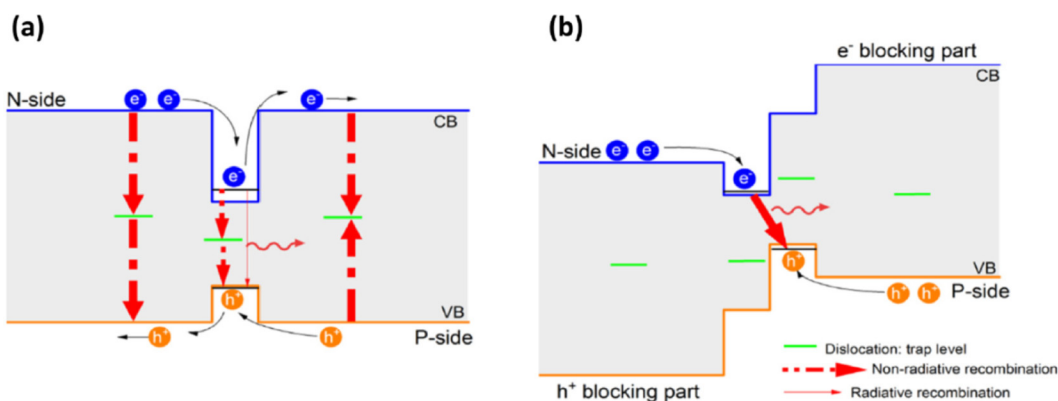 (a)
N-side
e⁻ e⁻
e⁻
CB
e⁻
h⁺
VB
h⁺
h⁺
P-side
(b)
e⁻ blocking part
CB
N-side
e⁻ e⁻
e⁻
h⁺
VB
h⁺ h⁺
P-side
h⁺ blocking part
Dislocation: trap level
Non-radiative recombination
Radiative recombination